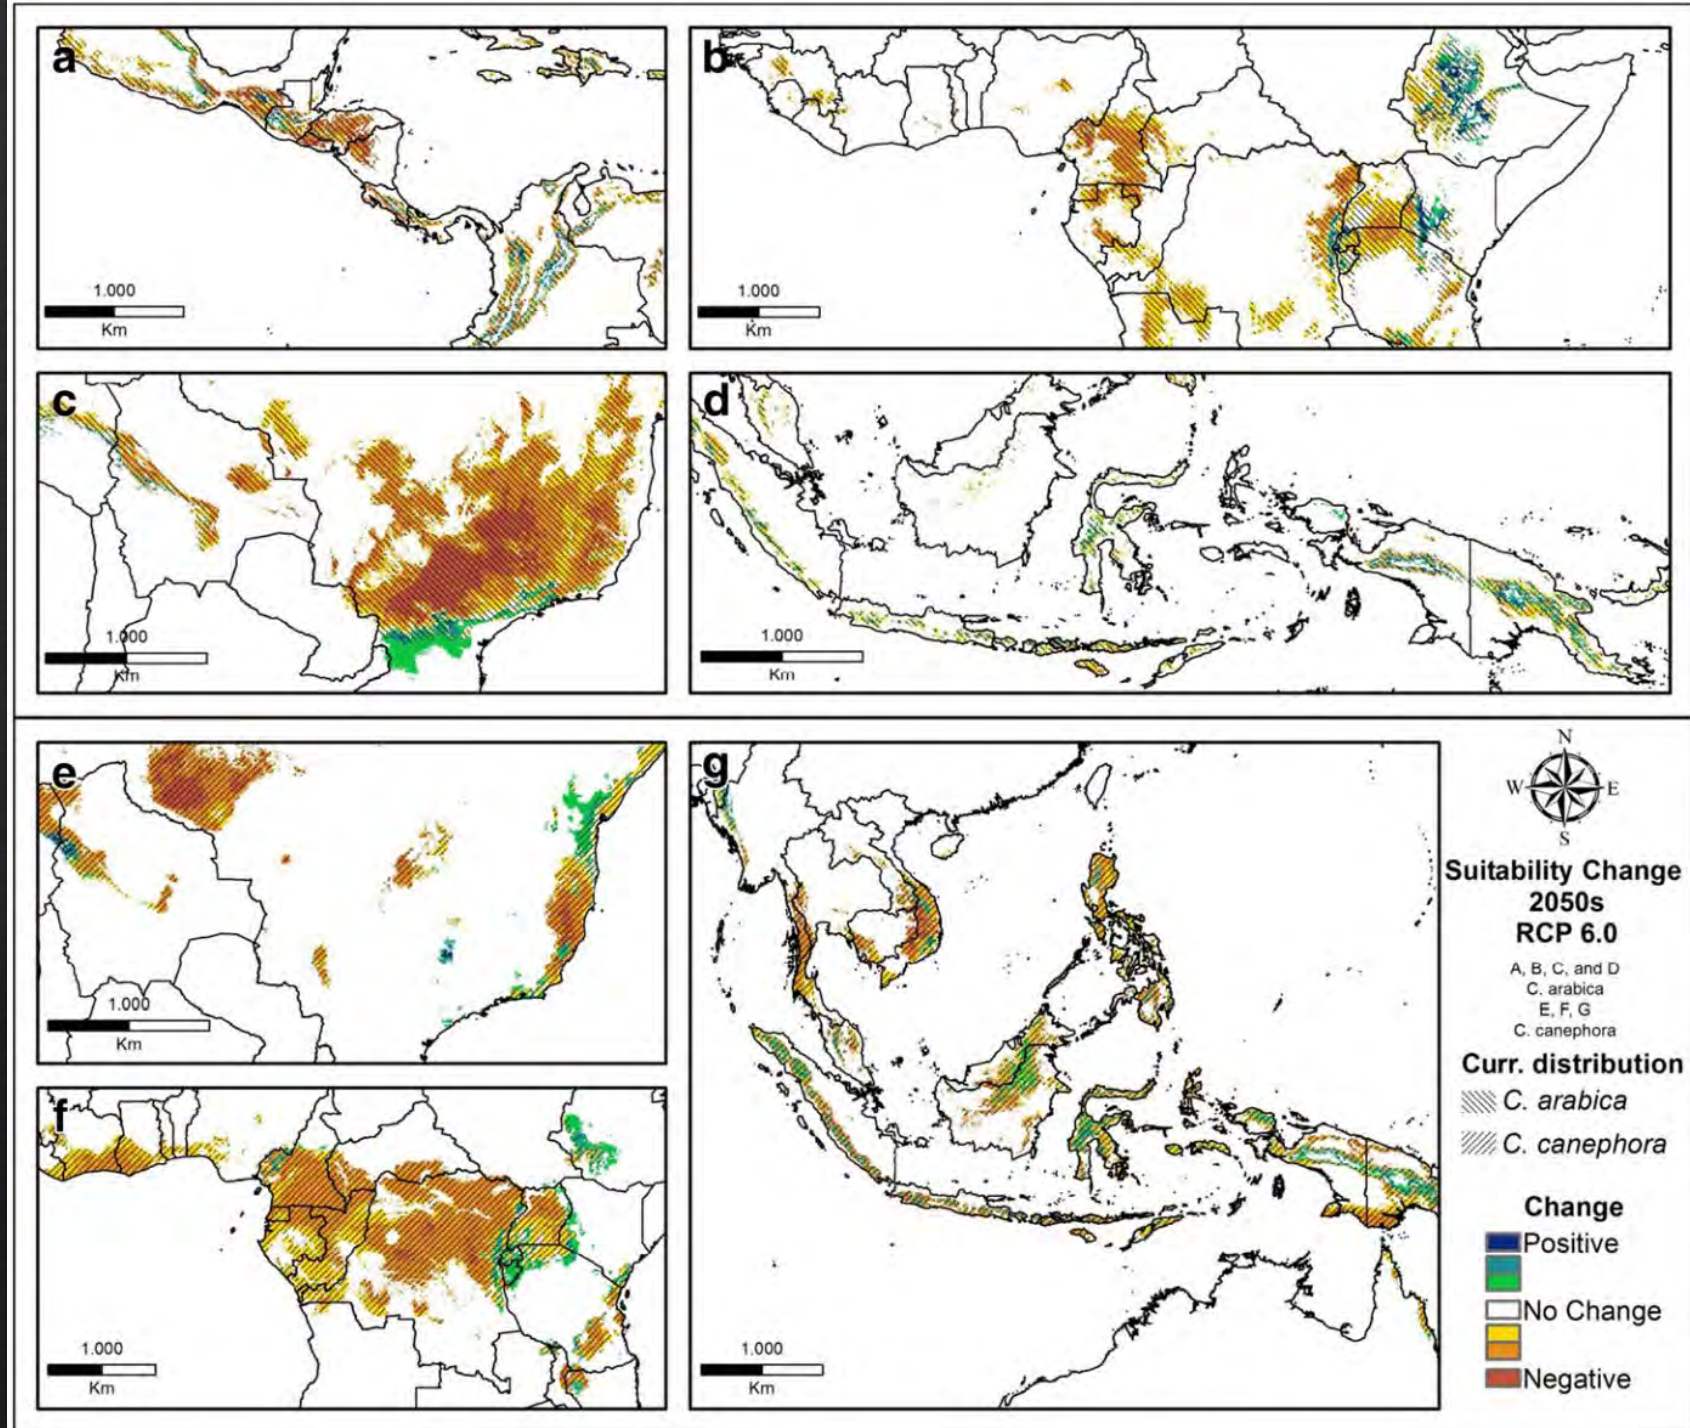 a
1.000
Km
b
1.000
Km
c
1.000
Km
d
1.000
Km
e
1.000
Km
f
1.000
Km
g
1.000
Km
N
W E
S
Suitability Change
2050s
RCP 6.0
A, B, C, and D
C. arabica
E, F, G
C. canephora
Curr. distribution
C. arabica
C. canephora
Change
Positive
No Change
Negative